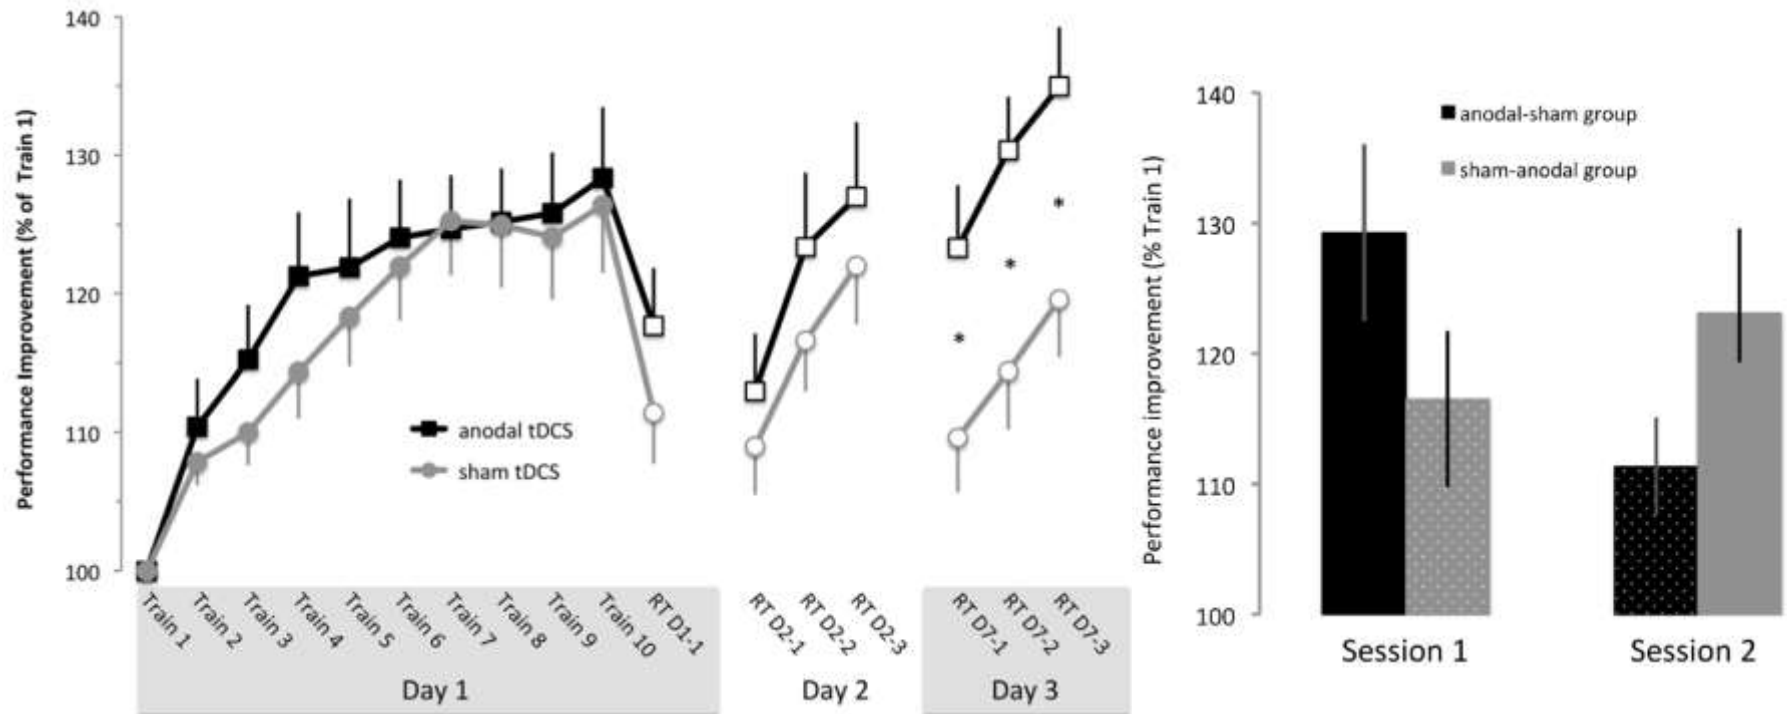 Performance Improvement (% of Train 1)
140
130
120
110
100
anodal tDCS
sham tDCS
*
*
*
Train 1
Train 2
Train 3
Train 4
Train 5
Train 6
Train 7
Train 8
Train 9
Train 10
RT D1-1
RT D2-1
RT D2-2
RT D2-3
RT D7-1
RT D7-2
RT D7-3
Day 1
Day 2
Day 3
Performance improvement (% Train 1)
140
130
120
110
100
anodal-sham group
sham-anodal group
Session 1
Session 2